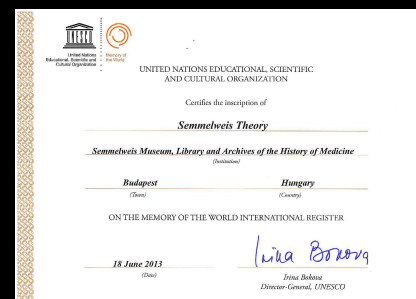 United Nations
Educational, Scientific and
Cultural Organization
Memory of
the World
UNITED NATIONS EDUCATIONAL, SCIENTIFIC
AND CULTURAL ORGANIZATION
Certifies the inscription of
Semmelweis Theory
Semmelweis Museum, Library and Archives of the History of Medicine
(Institution)
Budapest Hungary
(Town) (Country)
ON THE MEMORY OF THE WORLD INTERNATIONAL REGISTER
Irina Bokova
18 June 2013
(Date)
Irina Bokova
Director-General, UNESCO